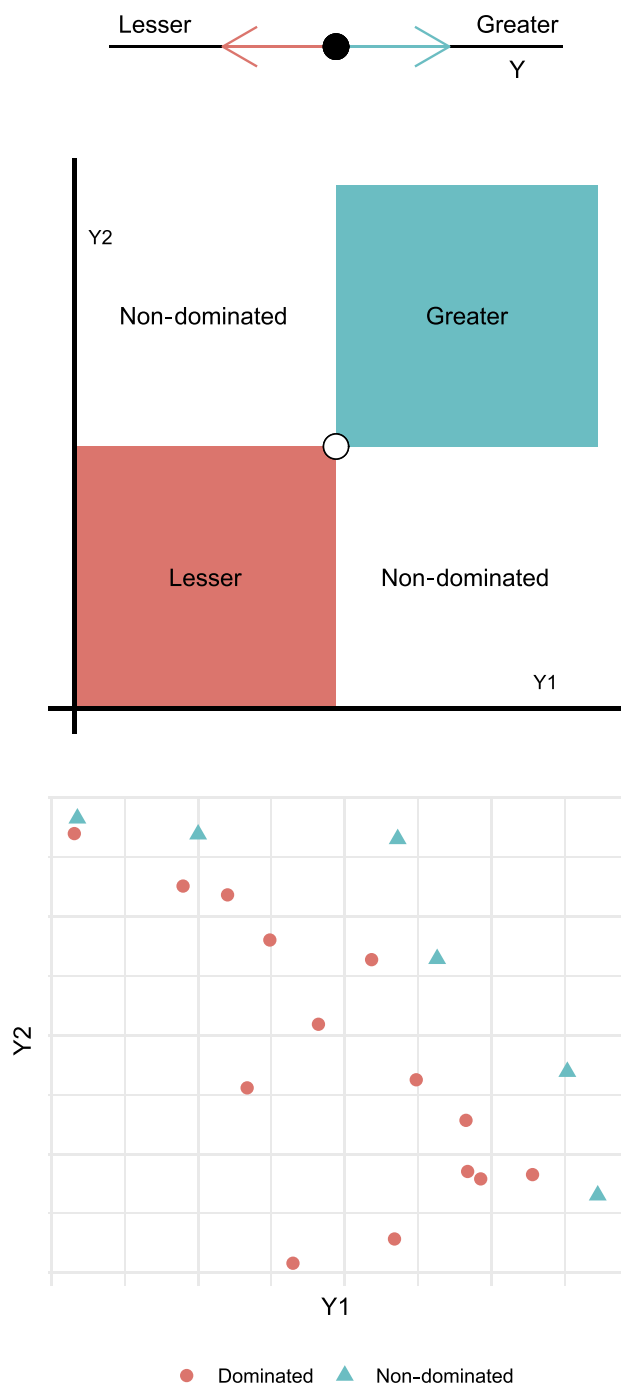 Lesser Greater
Y
Y2
Non-dominated Greater
Lesser Non-dominated
Y1
Y2
Y1
Dominated Non-dominated